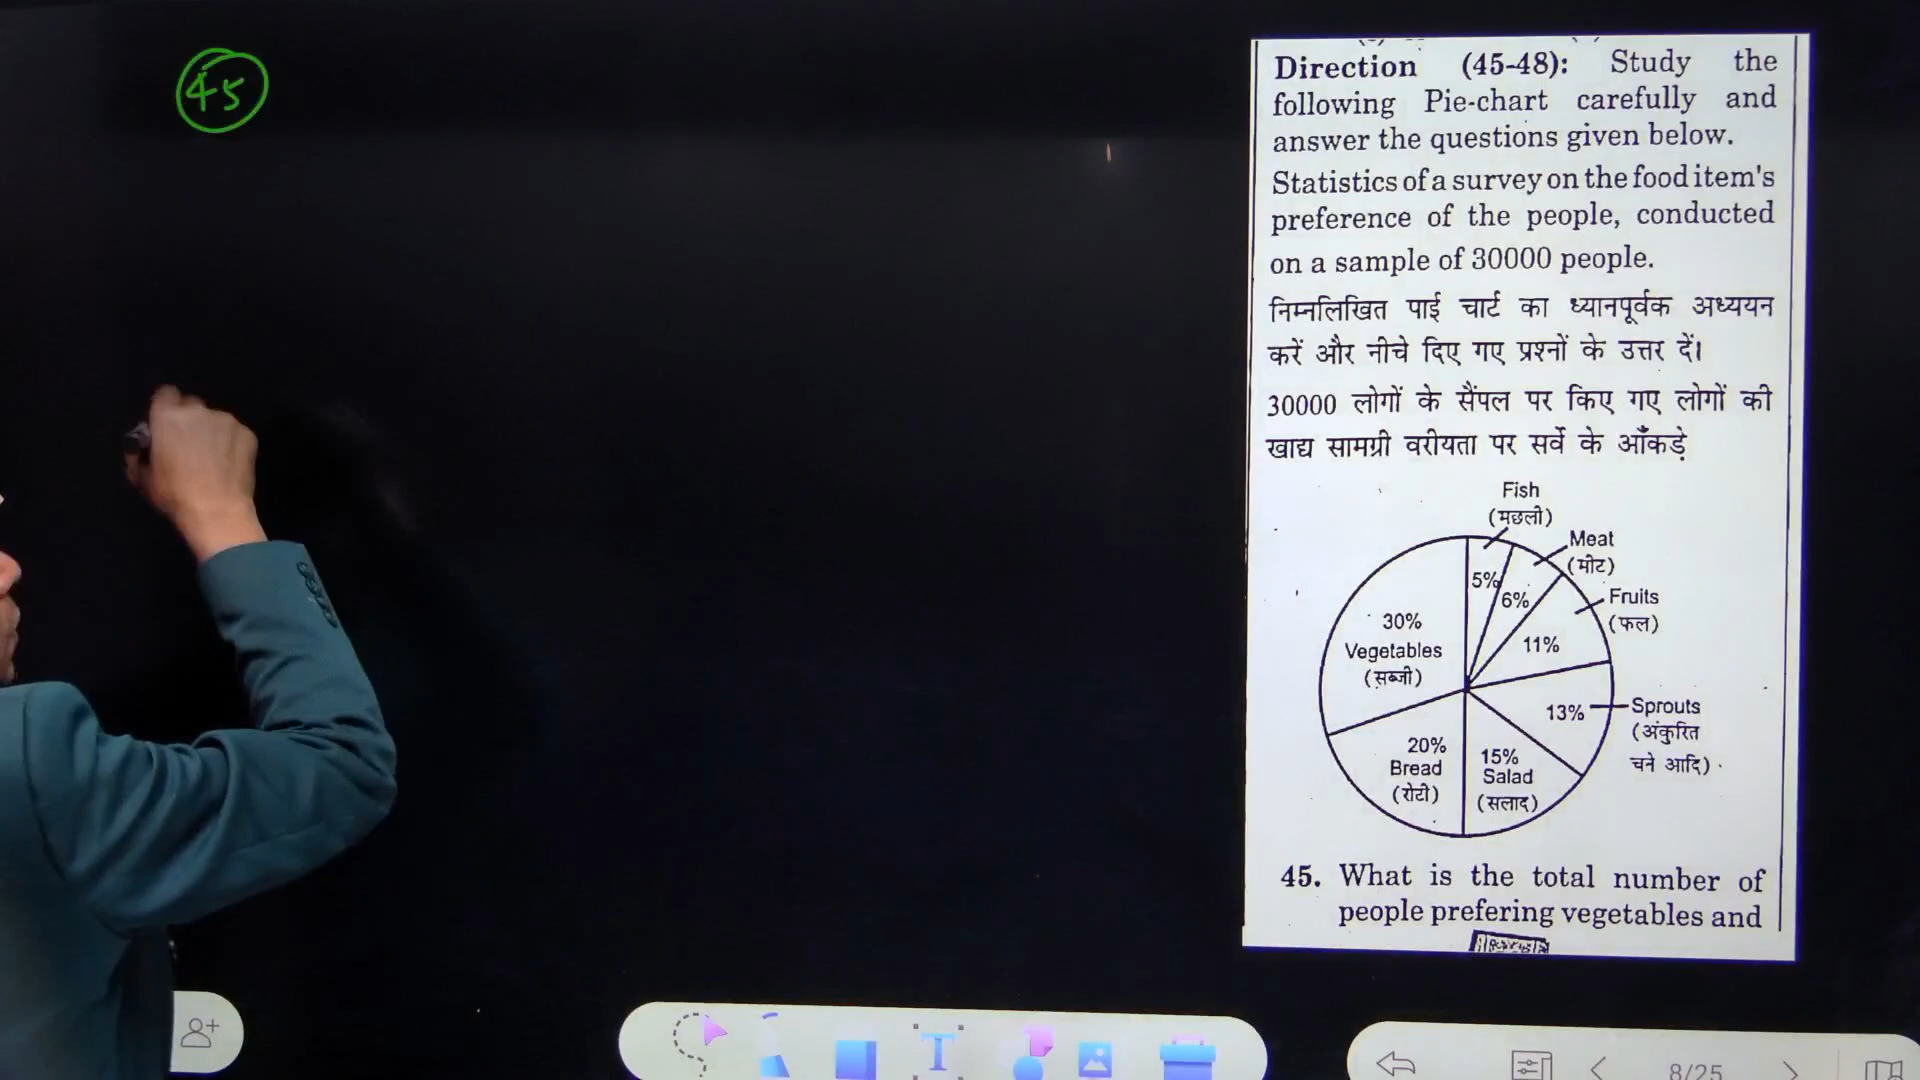 45
Direction (45-48): Study the
following Pie-chart carefully and
answer the questions given below.
Statistics of a survey on the food item's
preference of the people, conducted
on a sample of 30000 people.
निम्नलिखित पाई चार्ट का ध्यानपूर्वक अध्ययन
करें और नीचे दिए गए प्रश्नों के उत्तर दें।
30000 लोगों के सैंपल पर किए गए लोगों की
खाद्य सामग्री वरीयता पर सर्वे के आँकड़े
Fish
(मछली)
Meat
(मीट)
5%
6%
Fruits
(फल)
11%
30%
Vegetables
(सब्जी)
13%
Sprouts
(अंकुरित
चने आदि)
20%
Bread
(रोटी)
15%
Salad
(सलाद)
45. What is the total number of
people prefering vegetables and
T
8/25